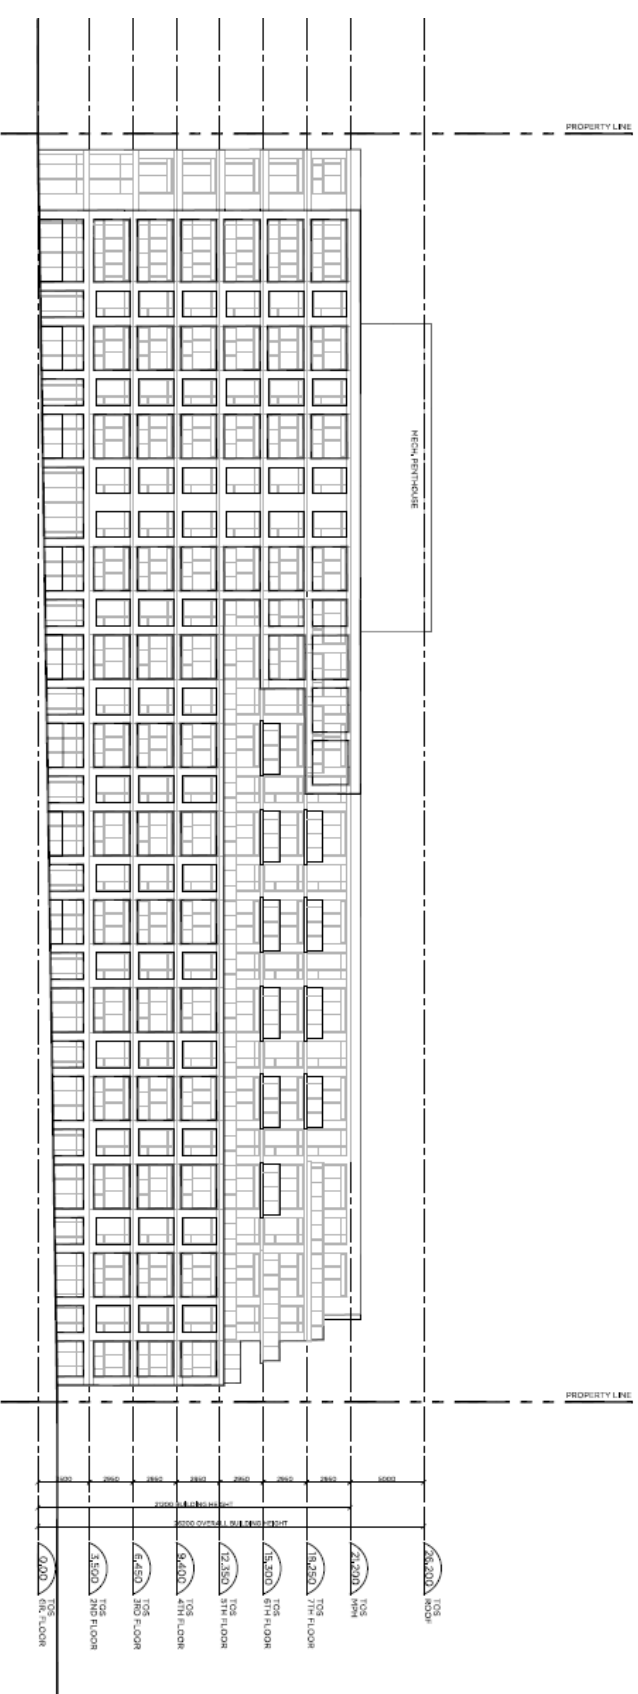 PROPERTY LINE
MECH. PENTHOUSE
PROPERTY LINE
3500
2950
2950
2950
2950
2950
2950
5000
21200 BUILDING HEIGHT
26200 OVERALL BUILDING HEIGHT
26,200
TOS
ROOF
21,200
TOS
MPH
18,250
TOS
7TH FLOOR
15,300
TOS
6TH FLOOR
12,350
TOS
5TH FLOOR
9,400
TOS
4TH FLOOR
6,450
TOS
3RD FLOOR
3,500
TOS
2ND FLOOR
0,00
TOS
GR. FLOOR